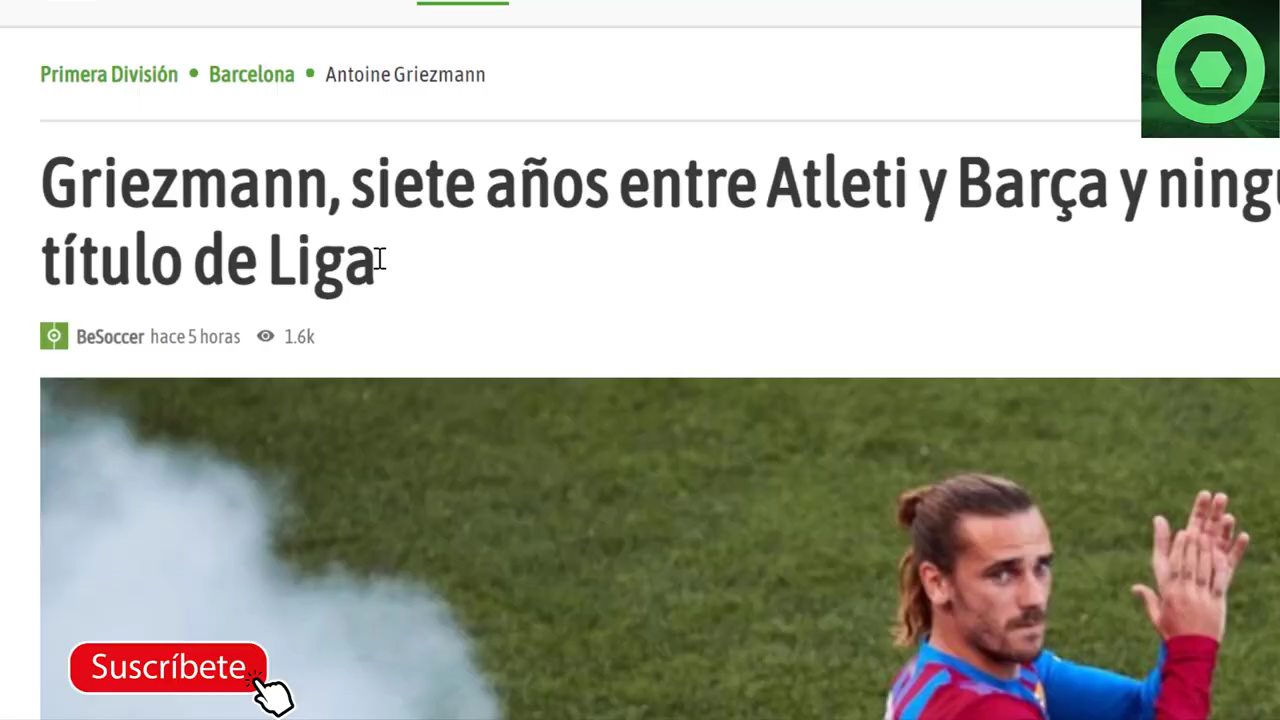 Primera División • Barcelona • Antoine Griezmann
Griezmann, siete años entre Atleti y Barça y
título de Liga
BeSoccer hace 5 horas 1.6k
Suscríbete